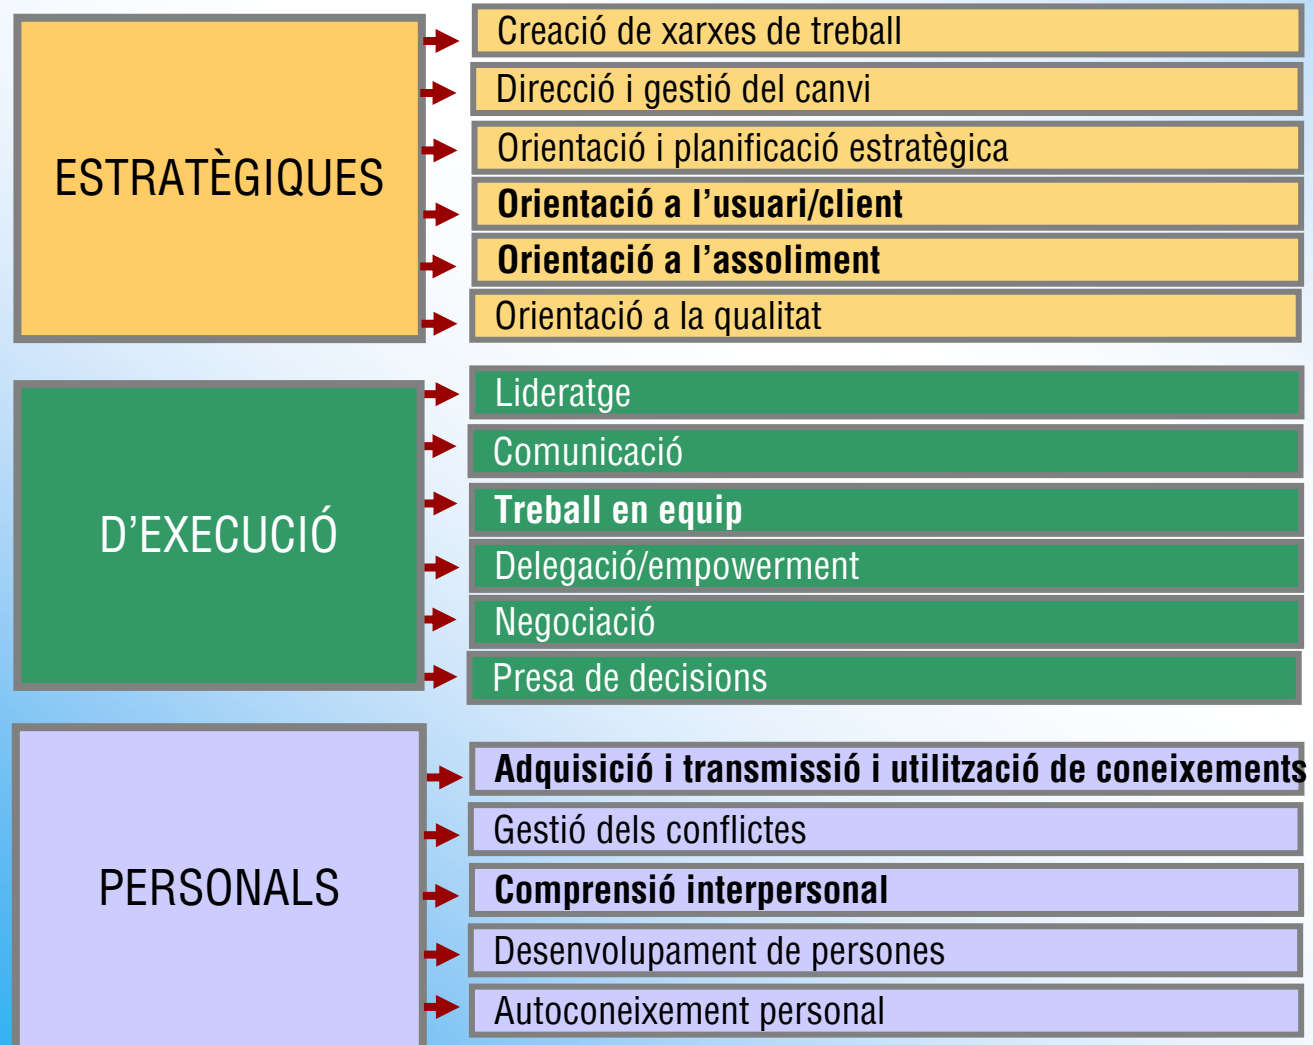 ESTRATÈGIQUES
Creació de xarxes de treball
Direcció i gestió del canvi
Orientació i planificació estratègica
Orientació a l’usuari/client
Orientació a l’assoliment
Orientació a la qualitat
D’EXECUCIÓ
Lideratge
Comunicació
Treball en equip
Delegació/empowerment
Negociació
Presa de decisions
PERSONALS
Adquisició i transmissió i utilització de coneixements
Gestió dels conflictes
Comprensió interpersonal
Desenvolupament de persones
Autoconeixement personal